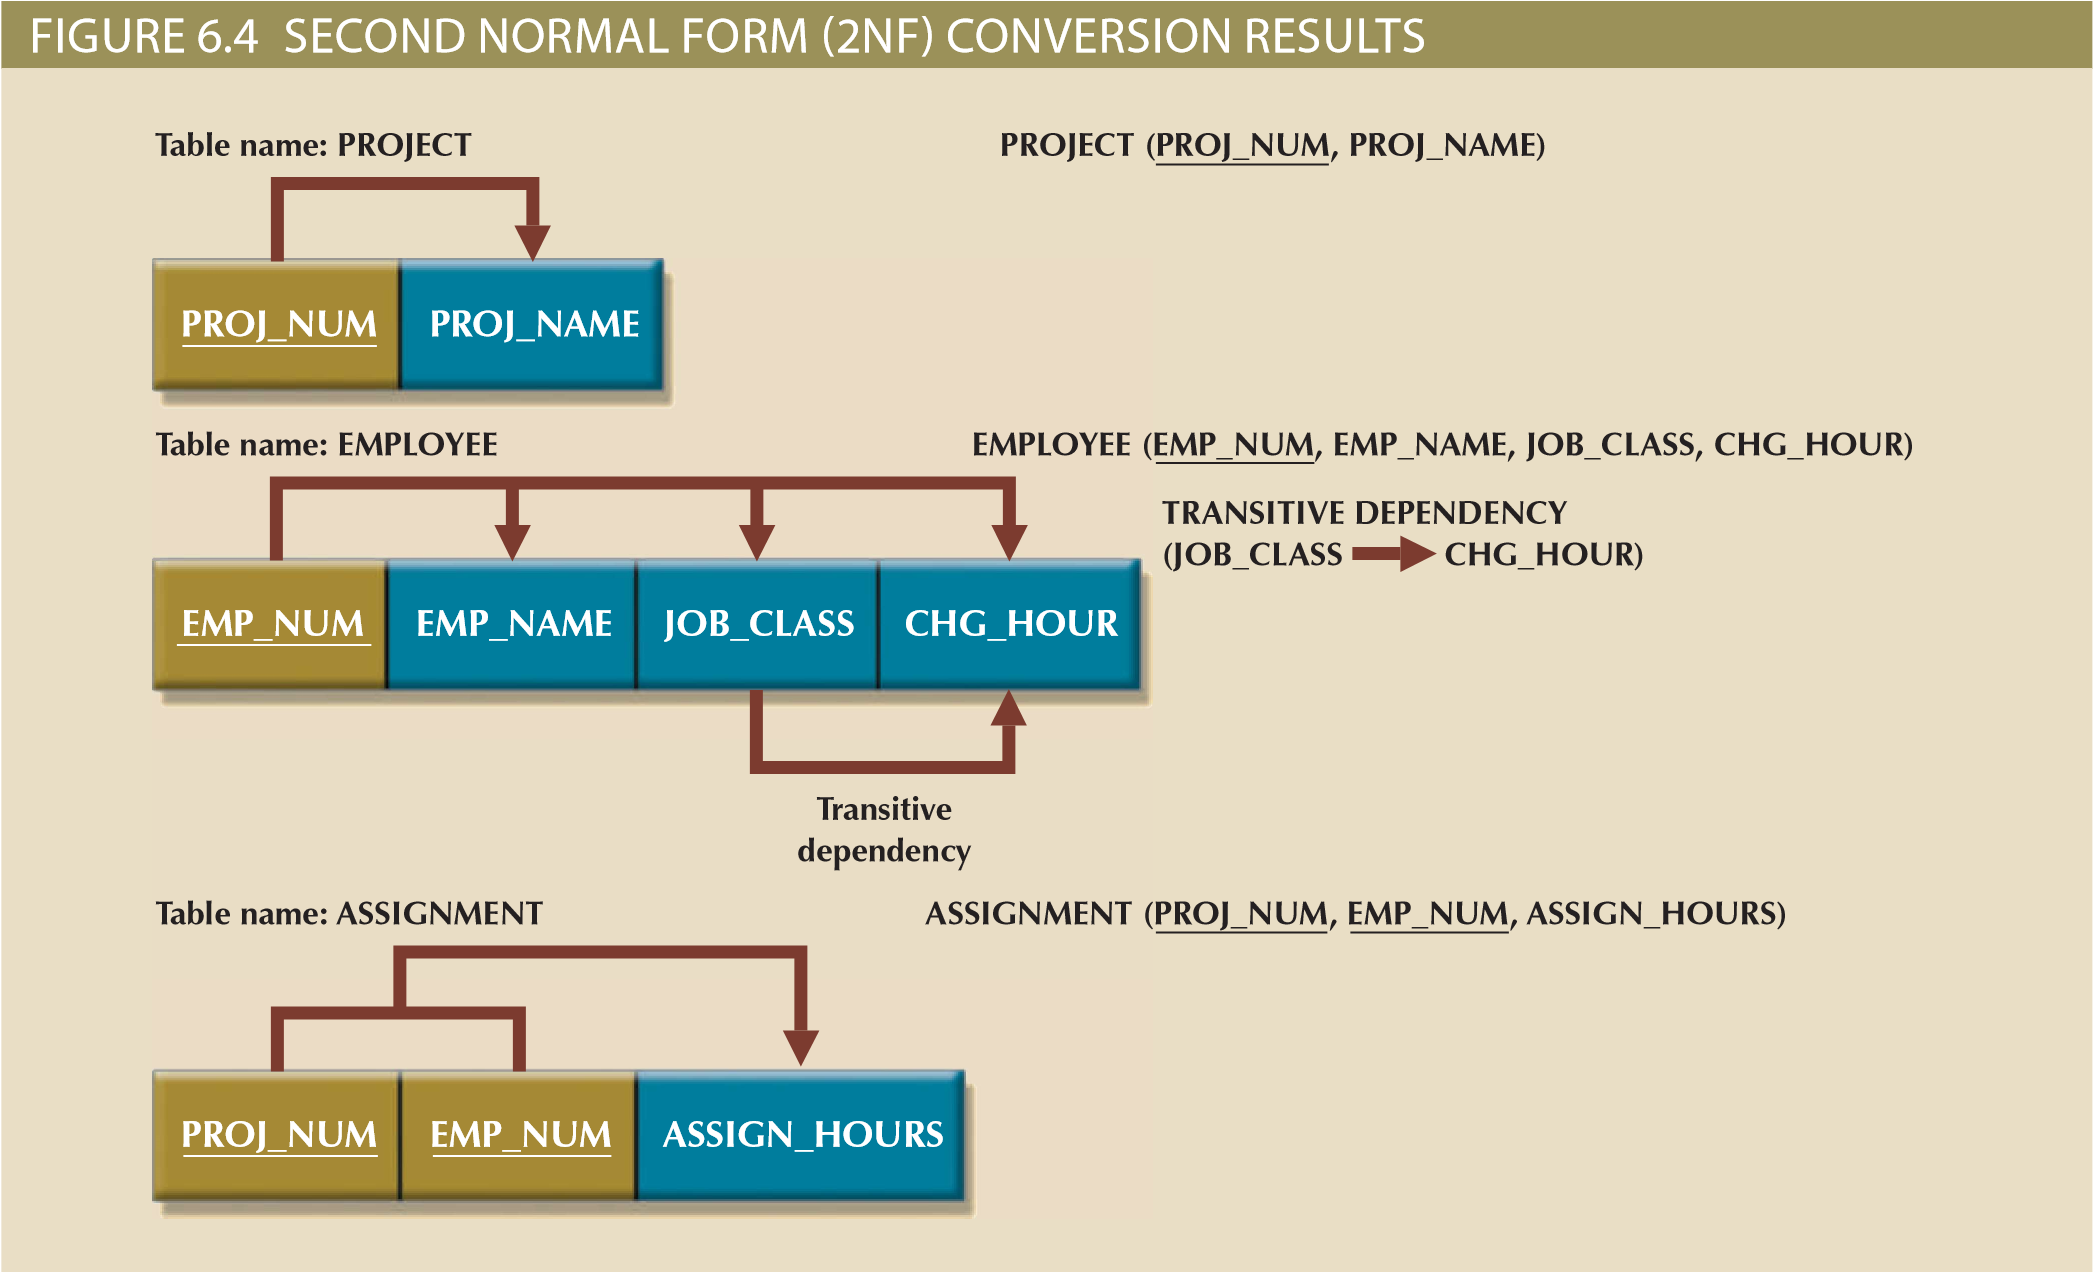 FIGURE 6.4 SECOND NORMAL FORM (2NF) CONVERSION RESULTS
Table name: PROJECT
PROJECT (PROJ_NUM, PROJ_NAME)
PROJ_NUM
PROJ_NAME
Table name: EMPLOYEE
EMPLOYEE (EMP_NUM, EMP_NAME, JOB_CLASS, CHG_HOUR)
TRANSITIVE DEPENDENCY
(JOB_CLASS CHG_HOUR)
EMP_NUM
EMP_NAME
JOB_CLASS
CHG_HOUR
Transitive
dependency
Table name: ASSIGNMENT
ASSIGNMENT (PROJ_NUM, EMP_NUM, ASSIGN_HOURS)
PROJ_NUM
EMP_NUM
ASSIGN_HOURS